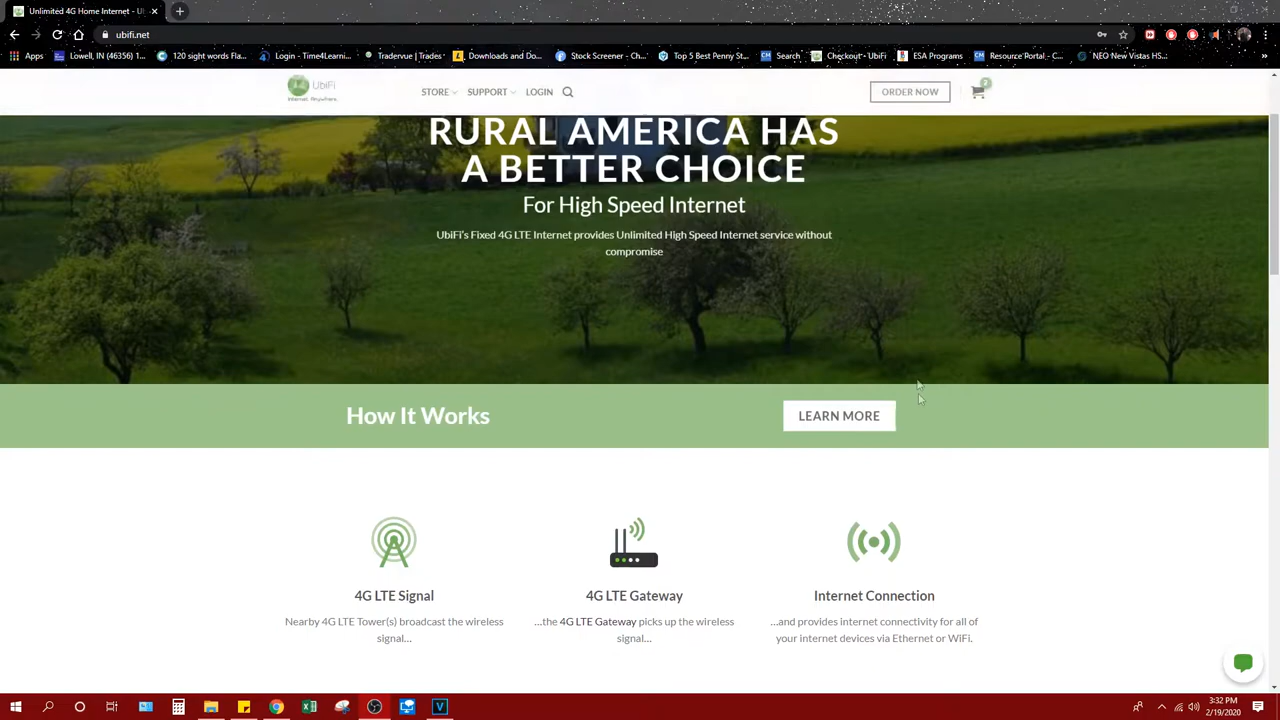 Unlimited 4G Home Internet - Ub
ubifi.net
Apps
Lowell, IN (46356) 1...
120 sight words Fla...
Login - Time4Learni...
Tradervue | Trades
Downloads and Do...
Stock Screener - Ch...
Top 5 Best Penny St...
Search
Checkout - UbiFi
ESA Programs
Resource Portal - C...
NEO New Vistas HS...
»
UbiFi
Internet. Anywhere.
STORE
SUPPORT
LOGIN
ORDER NOW
2
RURAL AMERICA HAS
A BETTER CHOICE
For High Speed Internet
UbiFi's Fixed 4G LTE Internet provides Unlimited High Speed Internet service without
compromise
How It Works
LEARN MORE
4G LTE Signal
4G LTE Gateway
Internet Connection
Nearby 4G LTE Tower(s) broadcast the wireless
signal...
...the 4G LTE Gateway picks up the wireless
signal...
...and provides internet connectivity for all of
your internet devices via Ethernet or WiFi.
3:32 PM
2/19/2020